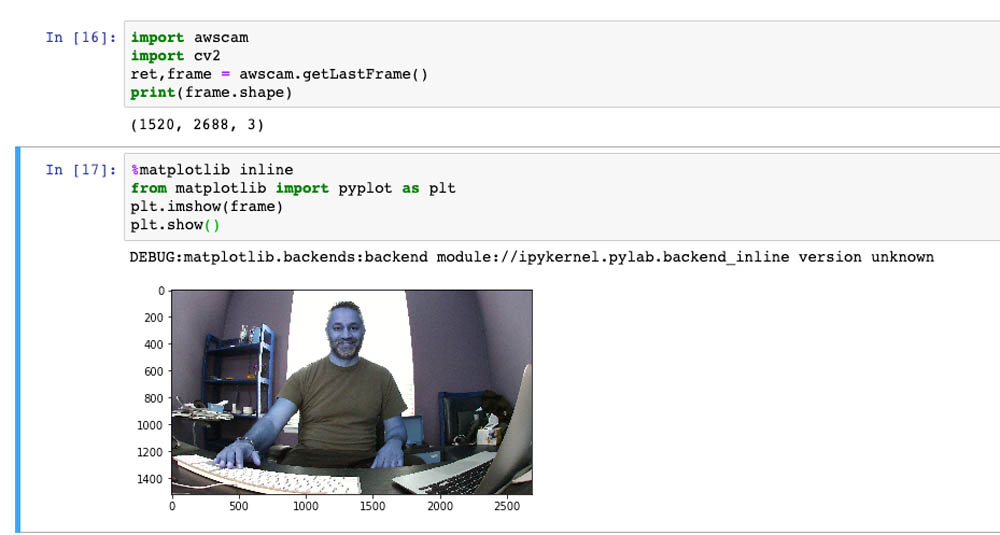 In [16]:
import awscam
import cv2
ret,frame = awscam.getLastFrame()
print(frame.shape)
(1520, 2688, 3)
In [17]:
%matplotlib inline
from matplotlib import pyplot as plt
plt.imshow(frame)
plt.show()
DEBUG:matplotlib.backends:backend module://ipykernel.pylab.backend_inline version unknown
0
200
400
600
800
1000
1200
1400
0 500 1000 1500 2000 2500